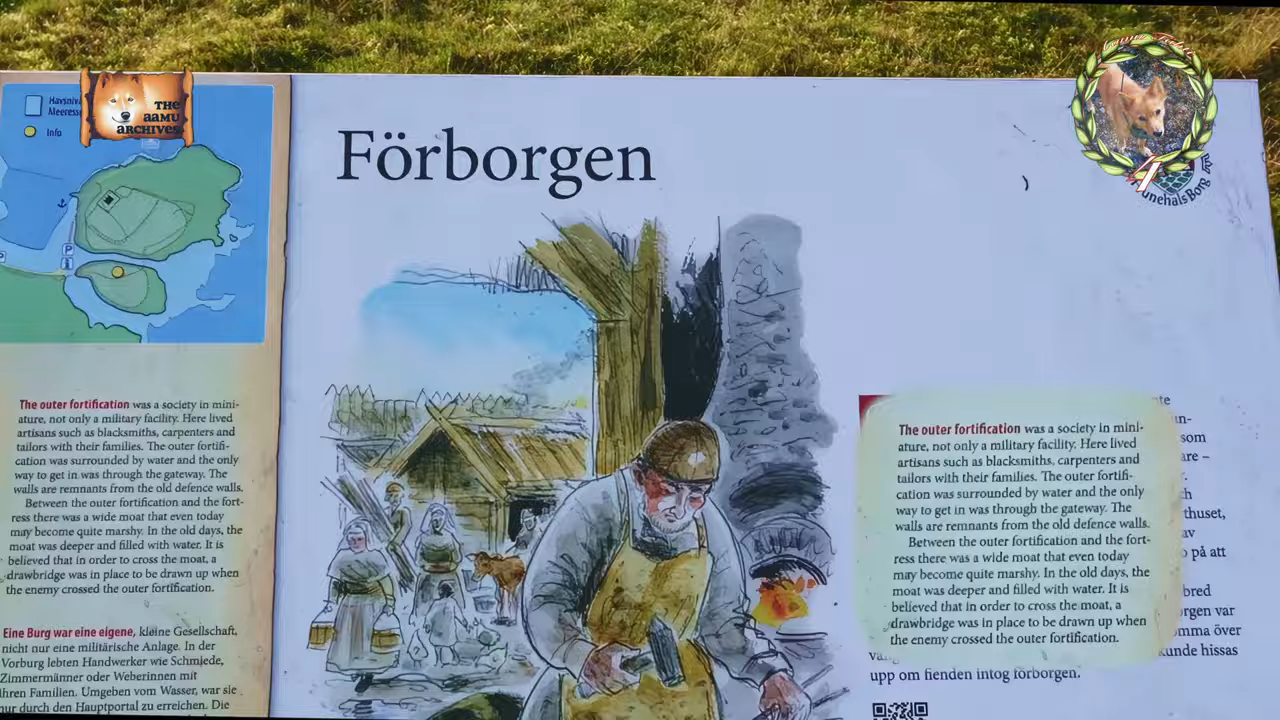 Havsnivå
Info
THE
AAMU
ARCHIVES
Förborgen
P
P
The outer fortification was a society in mini-
ature, not only a military facility. Here lived
artisans such as blacksmiths, carpenters and
tailors with their families. The outer fortifi-
cation was surrounded by water and the only
way to get in was through the gateway. The
walls are remnants from the old defence walls.
Between the outer fortification and the fort-
ress there was a wide moat that even today
may become quite marshy. In the old days, the
moat was deeper and filled with water. It is
believed that in order to cross the moat, a
drawbridge was in place to be drawn up when
the enemy crossed the outer fortification.
Eine Burg war eine eigene, kleine Gesellschaft,
nicht nur eine militärische Anlage. In der
Vorburg lebten Handwerker wie Schmiede,
Zimmermänner oder Weberinnen mit
ihren Familien. Umgeben vom Wasser, war sie
nur durch den Hauptportal zu erreichen. Die
The outer fortification was a society in mini-
ature, not only a military facility. Here lived
artisans such as blacksmiths, carpenters and
tailors with their families. The outer fortifi-
cation was surrounded by water and the only
way to get in was through the gateway. The
walls are remnants from the old defence walls.
Between the outer fortification and the fort-
ress there was a wide moat that even today
may become quite marshy. In the old days, the
moat was deeper and filled with water. It is
believed that in order to cross the moat, a
drawbridge was in place to be drawn up when
the enemy crossed the outer fortification.
som
på att
var
över
hissas
upp om fienden intog förborgen.